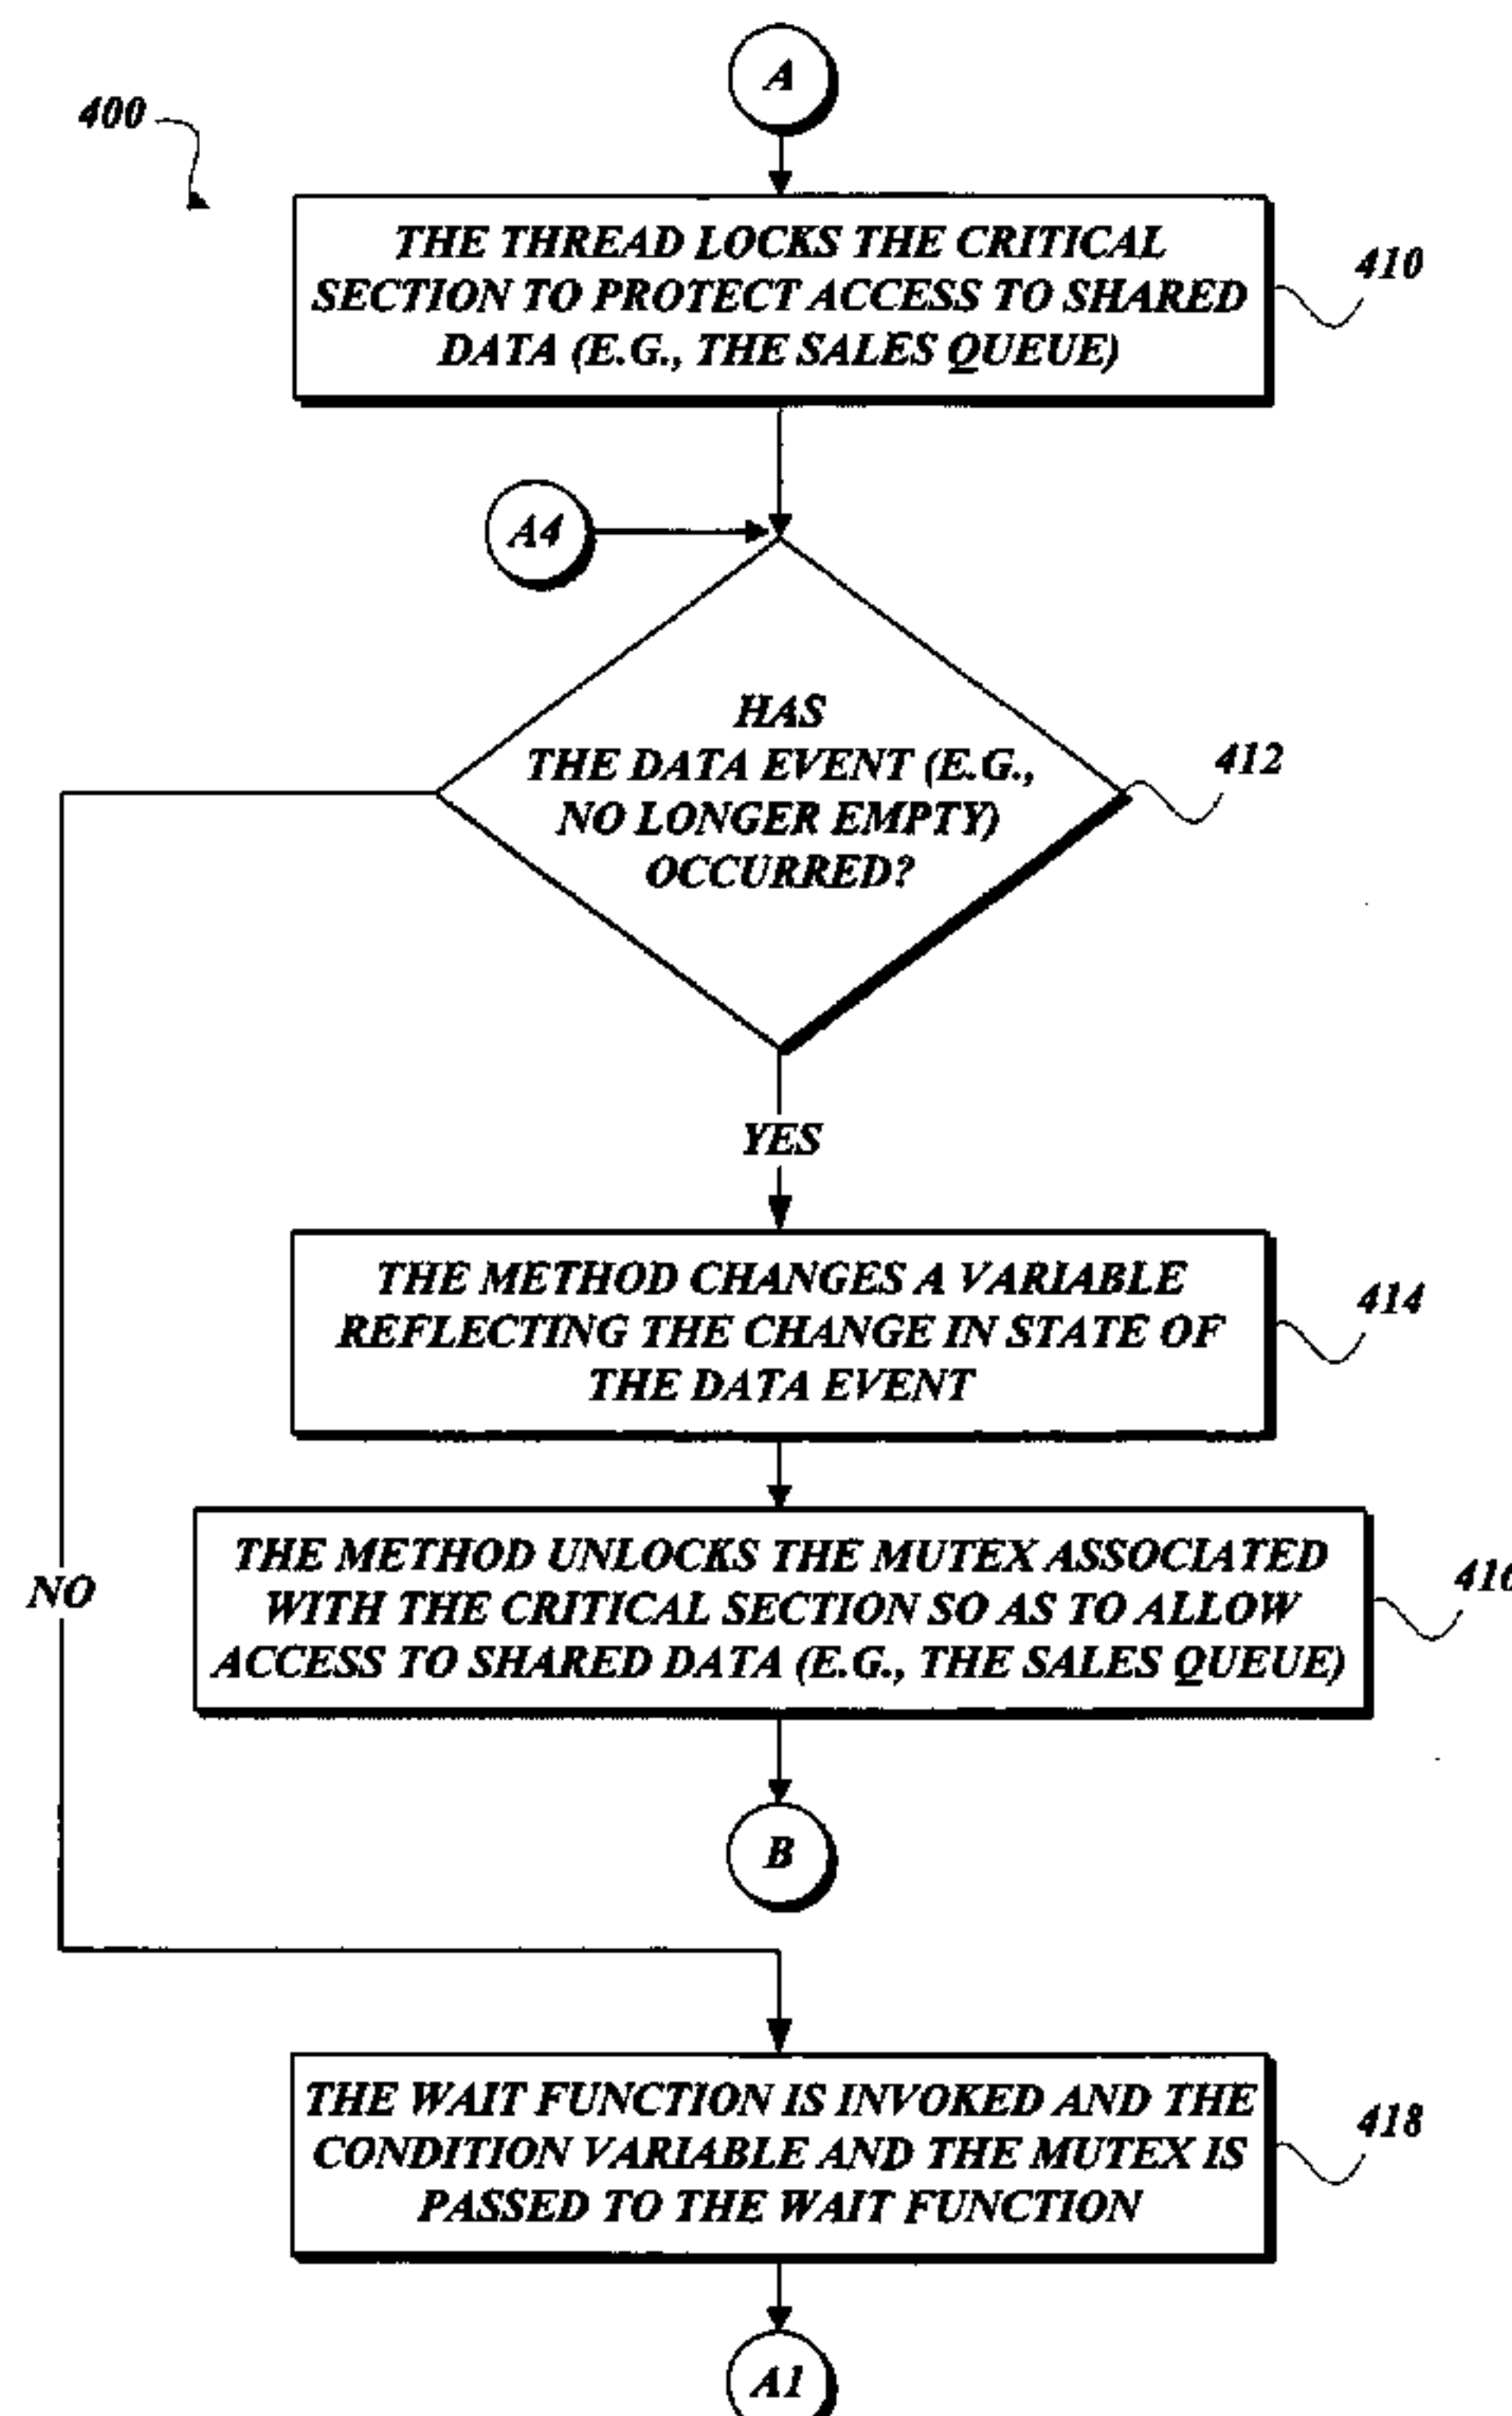 A
400
THE THREAD LOCKS THE CRITICAL
SECTION TO PROTECT ACCESS TO SHARED
DATA (E.G., THE SALES QUEUE)
410
A4
HAS
THE DATA EVENT (E.G.,
NO LONGER EMPTY)
OCCURRED?
412
YES
THE METHOD CHANGES A VARIABLE
REFLECTING THE CHANGE IN STATE OF
THE DATA EVENT
414
THE METHOD UNLOCKS THE MUTEX ASSOCIATED
WITH THE CRITICAL SECTION SO AS TO ALLOW
ACCESS TO SHARED DATA (E.G., THE SALES QUEUE)
416
NO
B
THE WAIT FUNCTION IS INVOKED AND THE
CONDITION VARIABLE AND THE MUTEX IS
PASSED TO THE WAIT FUNCTION
418
A1